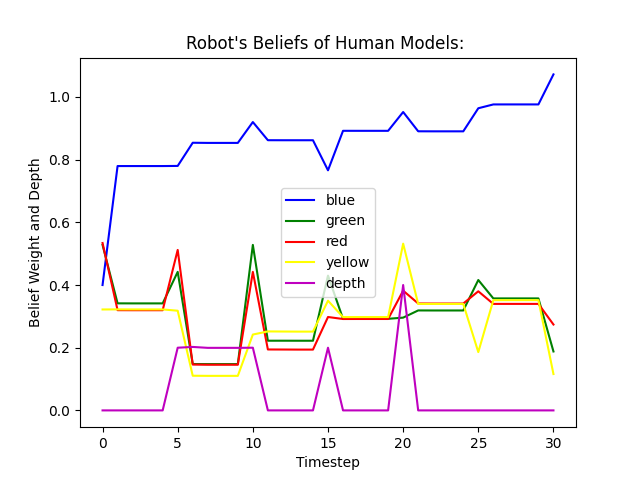 Robot's Beliefs of Human Models:
Belief Weight and Depth
1.0
0.8
0.6
0.4
0.2
0.0
blue
green
red
yellow
depth
0 5 10 15 20 25 30
Timestep